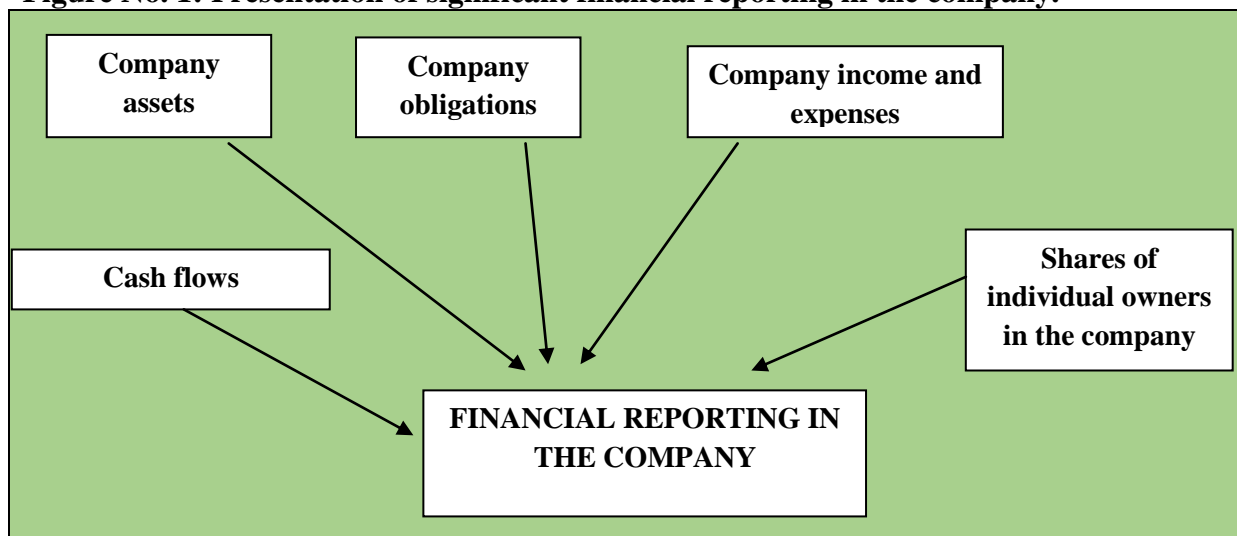 Figure No. 1. Presentation of significant financial reporting in the company.
Company
assets
Company
obligations
Company income and
expenses
Cash flows
Shares of
individual owners
in the company
FINANCIAL REPORTING IN
THE COMPANY